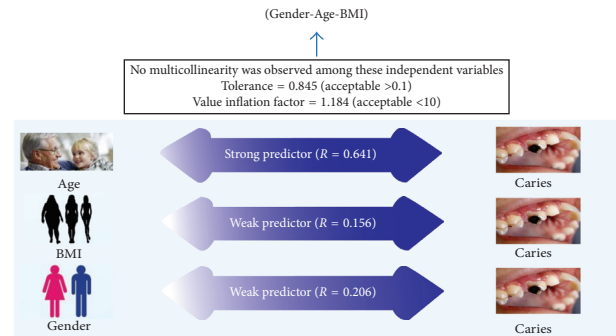 (Gender-Age-BMI)
No multicollinearity was observed among these independent variables
Tolerance = 0.845 (acceptable >0.1)
Value inflation factor = 1.184 (acceptable <10)
Strong predictor (R = 0.641)
Age
Caries
Weak predictor (R = 0.156)
BMI
Caries
Weak predictor (R = 0.206)
Gender
Caries